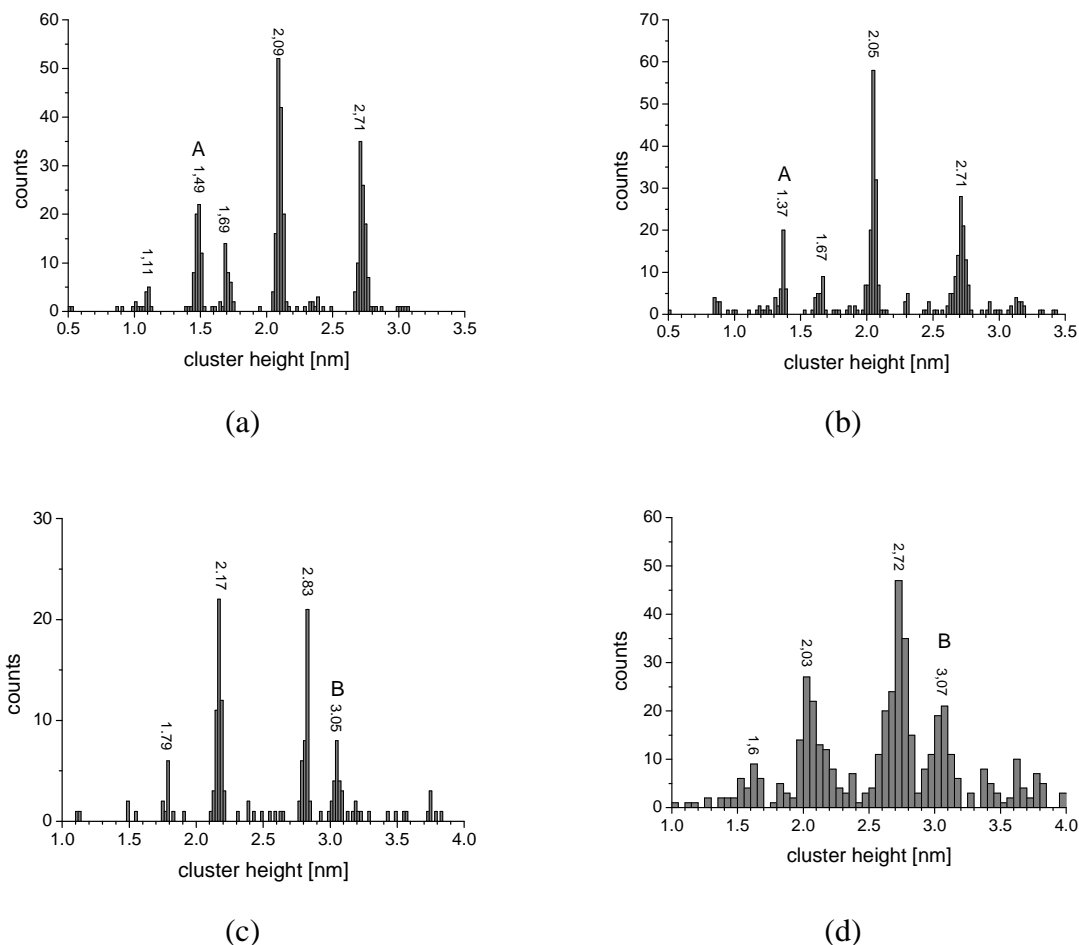 60
50
40
30
20
10
0
counts
0.5 1.0 1.5 2.0 2.5 3.0 3.5
cluster height [nm]
1,11
A
1,49
1,69
2,09
2,71
(a)
70
60
50
40
30
20
10
0
counts
0.5 1.0 1.5 2.0 2.5 3.0 3.5
cluster height [nm]
A
1.37
1.67
2.05
2.71
(b)
30
20
10
0
counts
1.0 1.5 2.0 2.5 3.0 3.5 4.0
cluster height [nm]
1.79
2.17
2.83
B
3.05
(c)
60
50
40
30
20
10
0
counts
1.0 1.5 2.0 2.5 3.0 3.5 4.0
cluster height [nm]
1,6
2,03
2,72
B
3,07
(d)